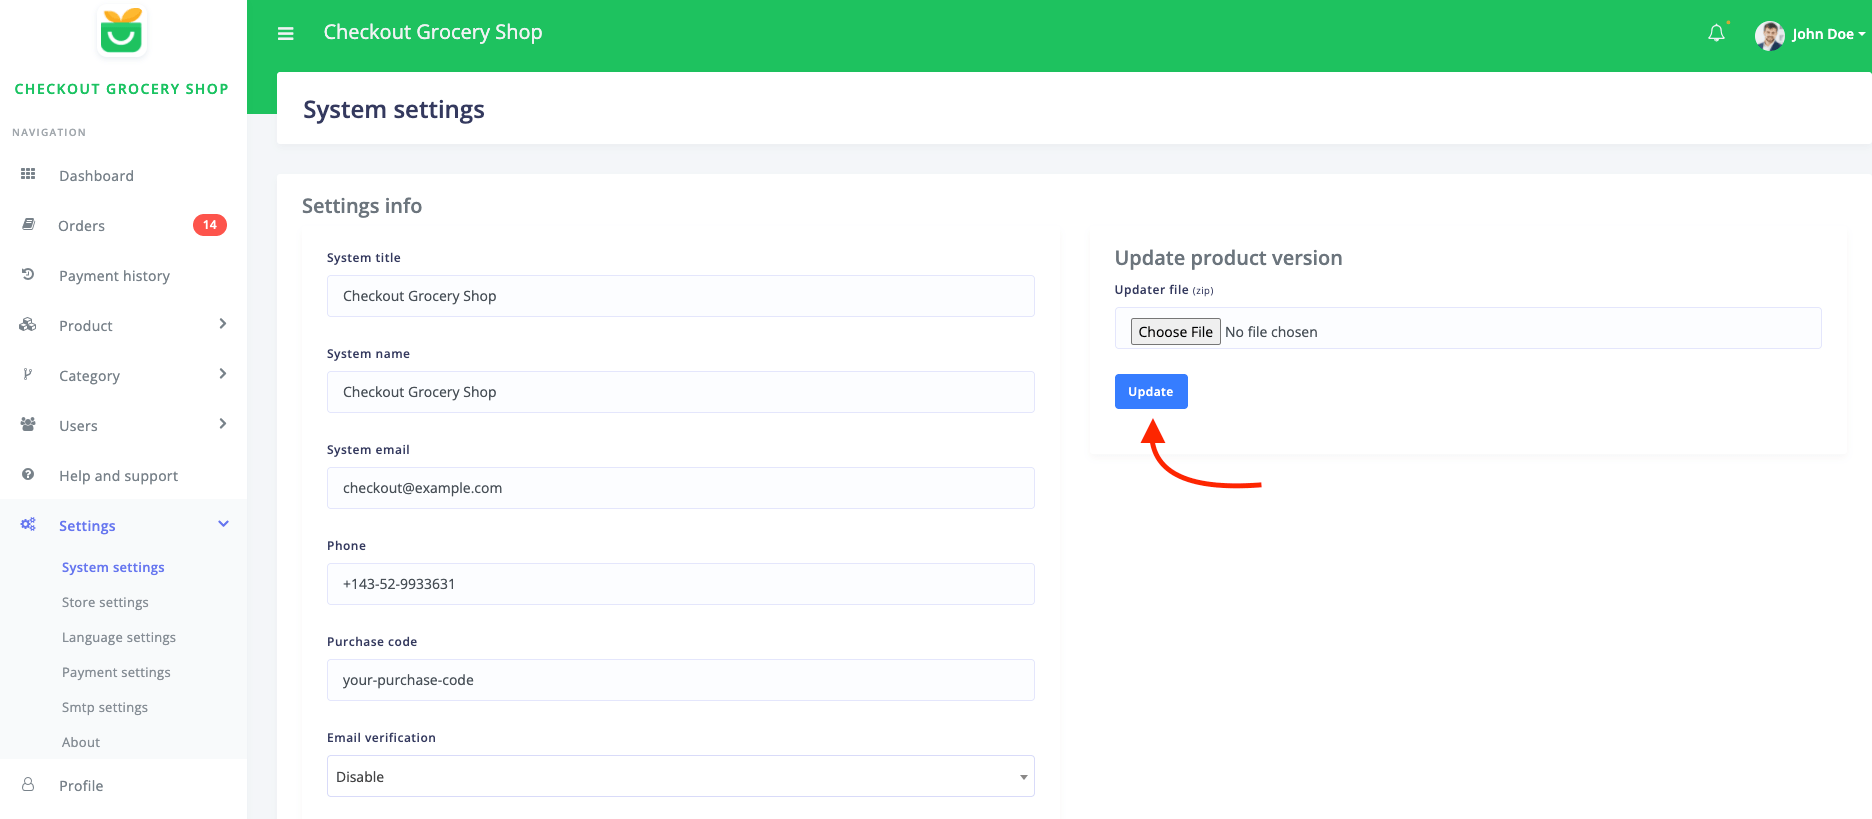 Checkout Grocery Shop
John Doe
CHECKOUT GROCERY SHOP
NAVIGATION
Dashboard
Orders 14
Payment history
Product
Category
Users
Help and support
Settings
System settings
Store settings
Language settings
Payment settings
Smtp settings
About
Profile
System settings
Settings info
System title
Checkout Grocery Shop
System name
Checkout Grocery Shop
System email
checkout@example.com
Phone
+143-52-9933631
Purchase code
your-purchase-code
Email verification
Disable
Update product version
Updater file (zip)
Choose File No file chosen
Update